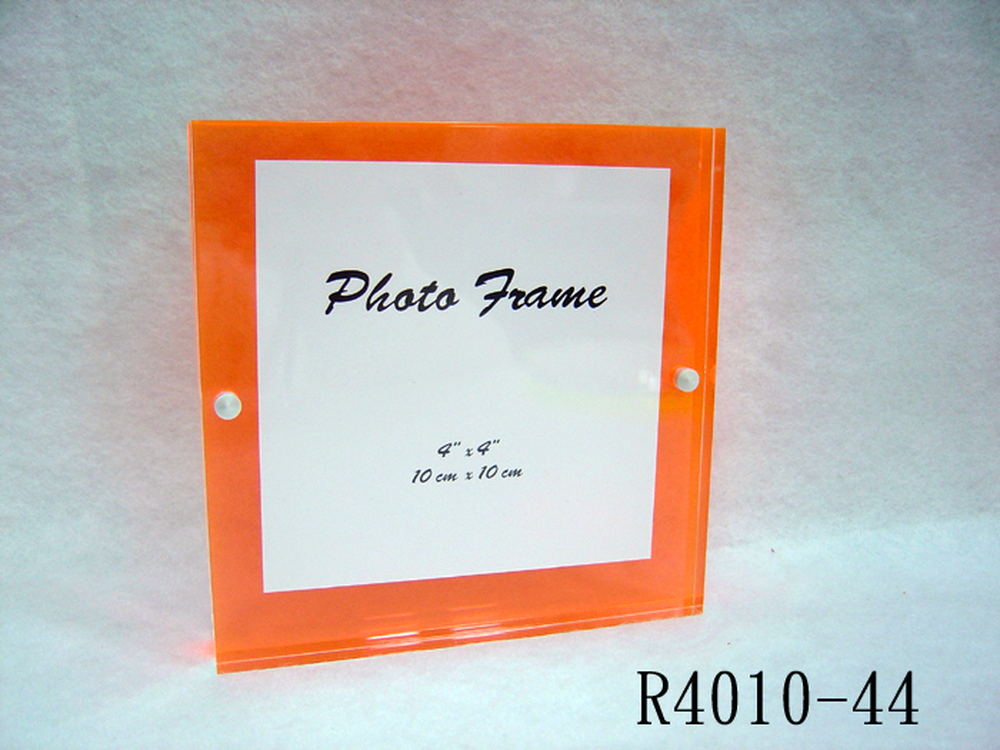 Photo Frame
4" x 4"
10 cm x 10 cm
R4010-44